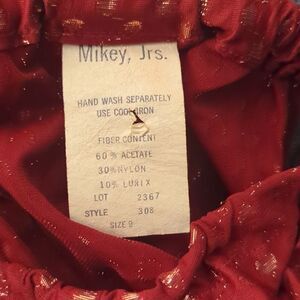 Mikey, Jrs.
HAND WASH SEPARATELY
USE COOL IRON
FIBER CONTENT
60 % ACETATE
30 % NYLON
10 % LUREX
LOT 2367
STYLE 308
SIZE 9